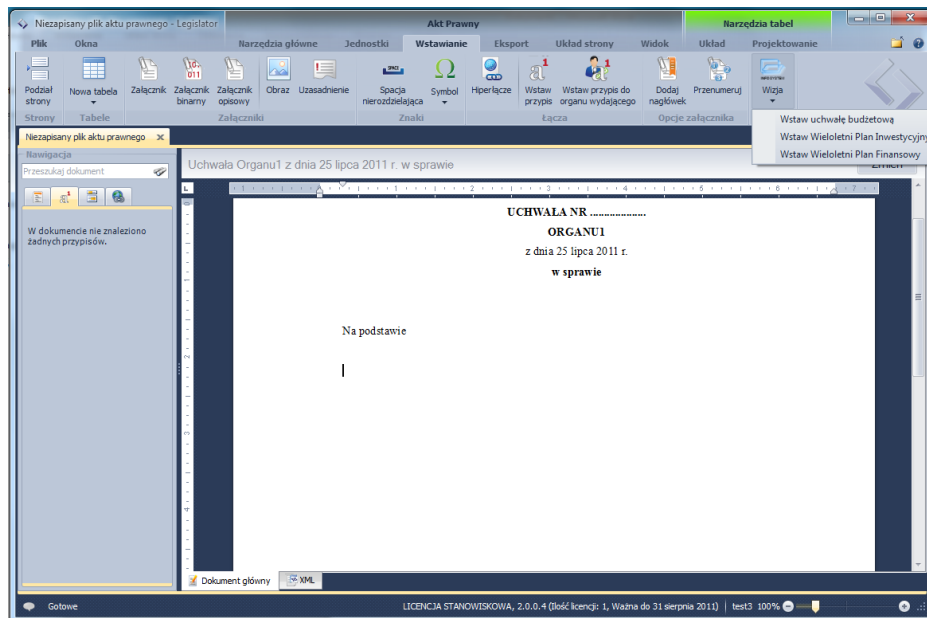 Niezapisany plik aktu prawnego - Legislator
Akt Prawny
Narzędzia tabel
Plik Okna Narzędzia główne Jednostki Wstawianie Eksport Układ strony Widok Układ Projektowanie
Podział strony
Nowa tabela
Załącznik
Załącznik binarny
Załącznik opisowy
Obraz
Uzasadnienie
Spacja nierozdzielająca
Symbol
Hiperłącze
Wstaw przypis
Wstaw przypis do organu wydającego
Dodaj nagłówek
Przenumeruj
Wizja
Strony Tabele Załączniki Znaki Łącza Opcje załącznika
Wstaw uchwałę budżetową
Wstaw Wieloletni Plan Inwestycyjny
Wstaw Wieloletni Plan Finansowy
Niezapisany plik aktu prawnego x
Nawigacja
Przeszukaj dokument
W dokumencie nie znaleziono
żadnych przypisów.
Uchwała Organu1 z dnia 25 lipca 2011 r. w sprawie
Zmień
UCHWAŁA NR ....................
ORGANU1
z dnia 25 lipca 2011 r.
w sprawie
Na podstawie
Dokument główny XML
Gotowe
LICENCJA STANOWISKOWA, 2.0.0.4 (Ilość licencji: 1, Ważna do 31 sierpnia 2011) | test3 100%